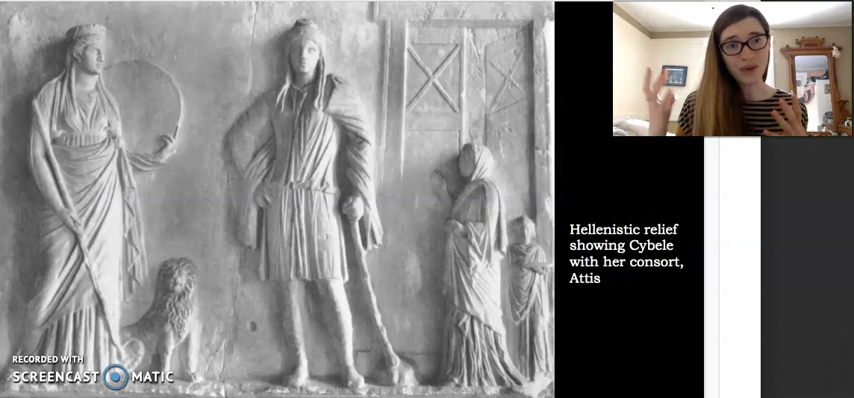 Hellenistic relief
showing Cybele
with her consort,
Attis
RECORDED WITH
SCREENCAST MATIC